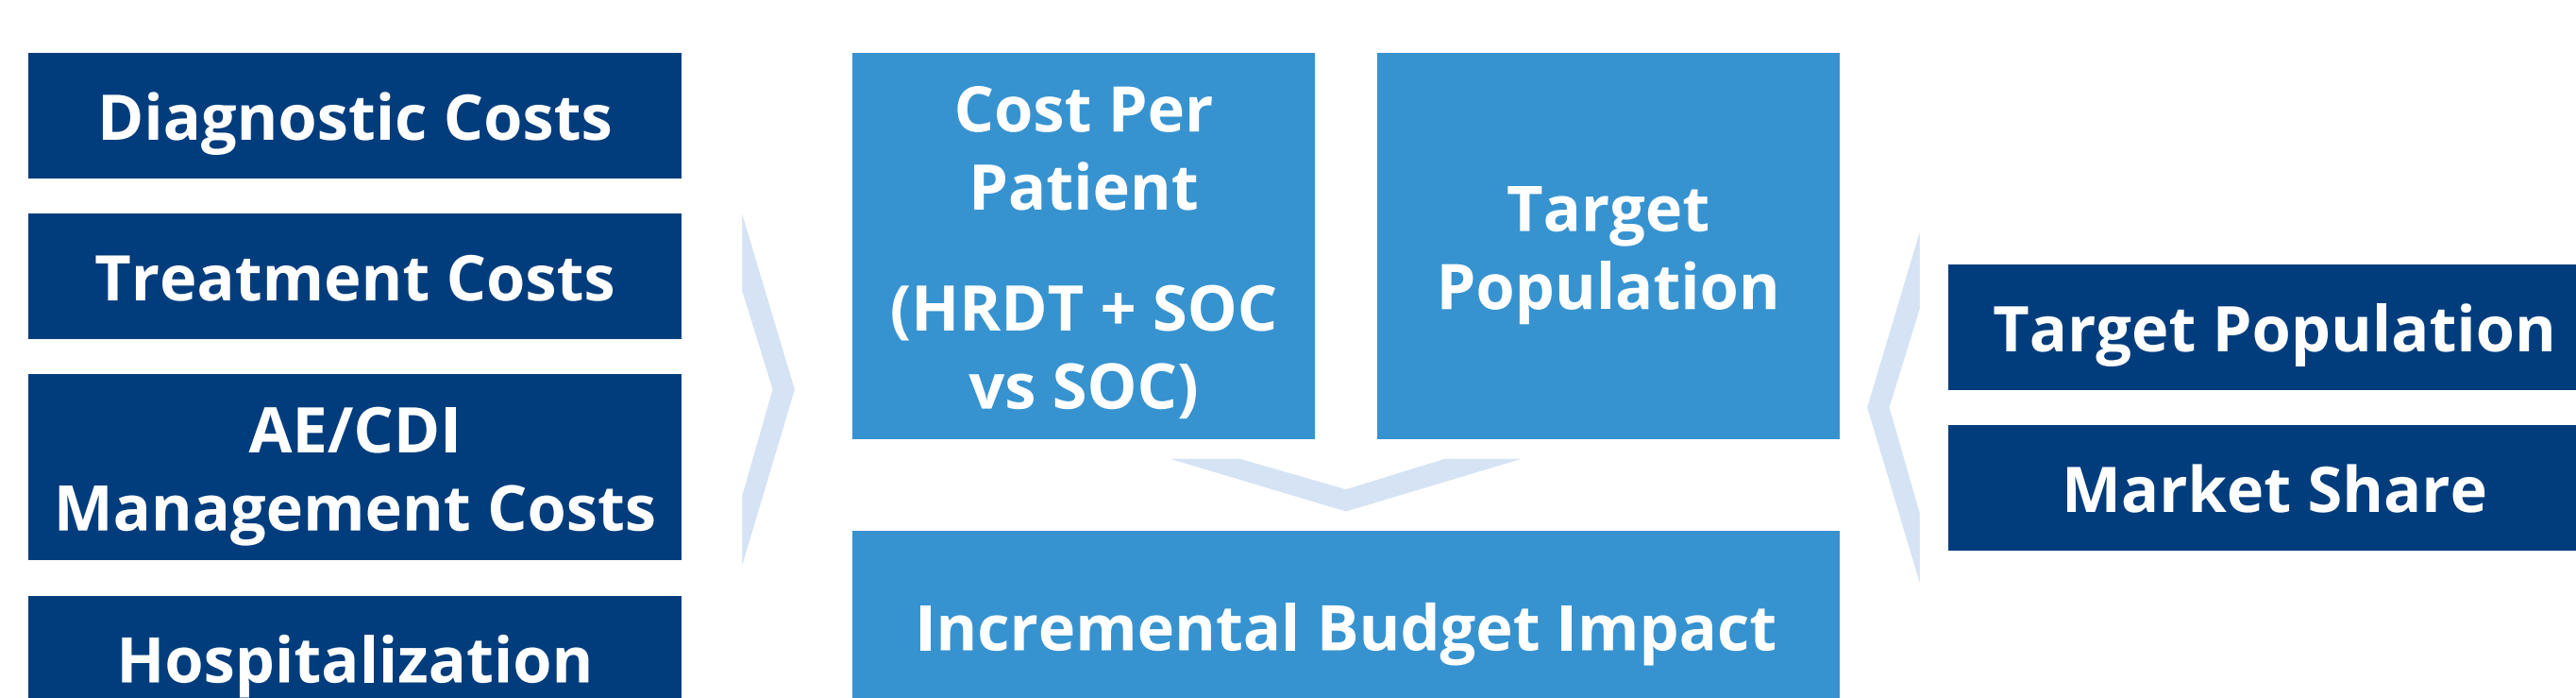 Diagnostic Costs
Treatment Costs
AE/CDI
Management Costs
Hospitalization
Cost Per
Patient
(HRDT + SOC
vs SOC)
Target
Population
Incremental Budget Impact
Target Population
Market Share